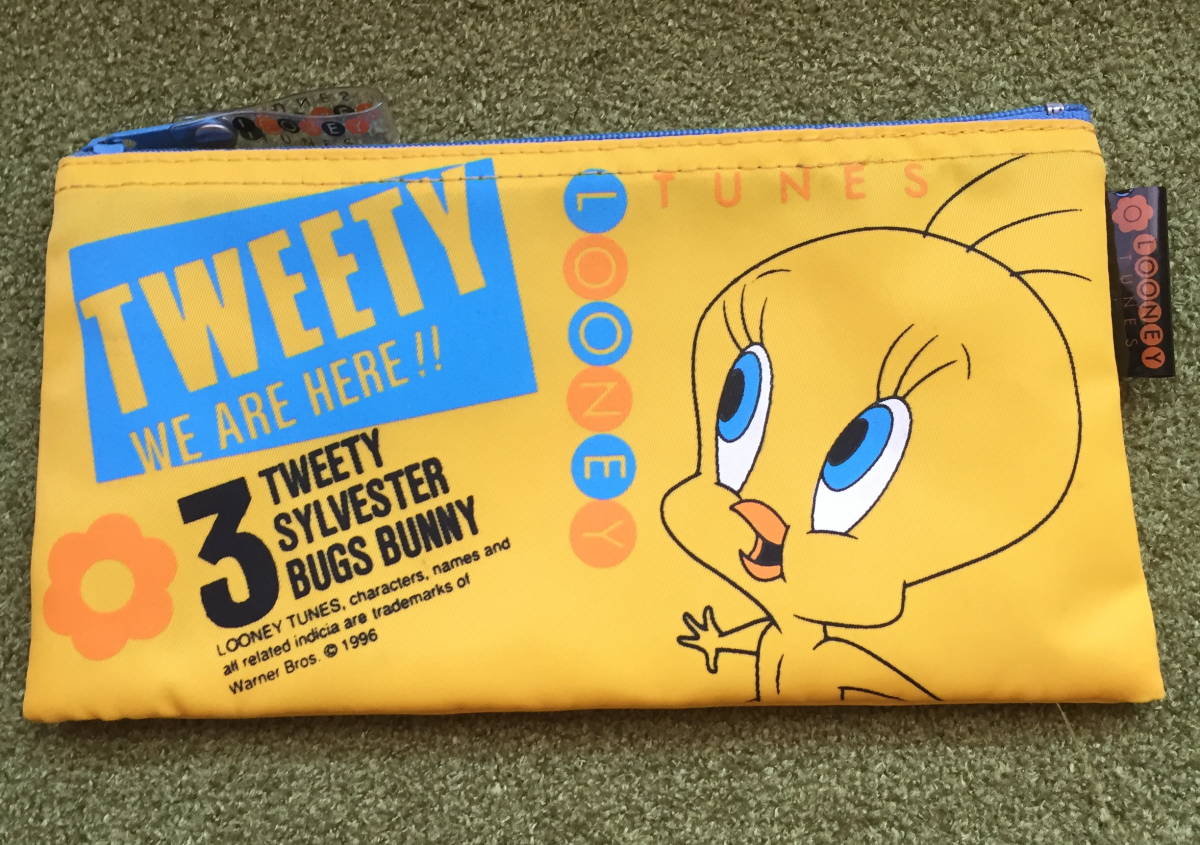 TWEETY
WE ARE HERE!!
3 TWEETY
SYLVESTER
BUGS BUNNY
LOONEY TUNES, characters, names and
all related indicia are trademarks of
Warner Bros. © 1996
LOONEY
TUNES
LOONEY
TUNES